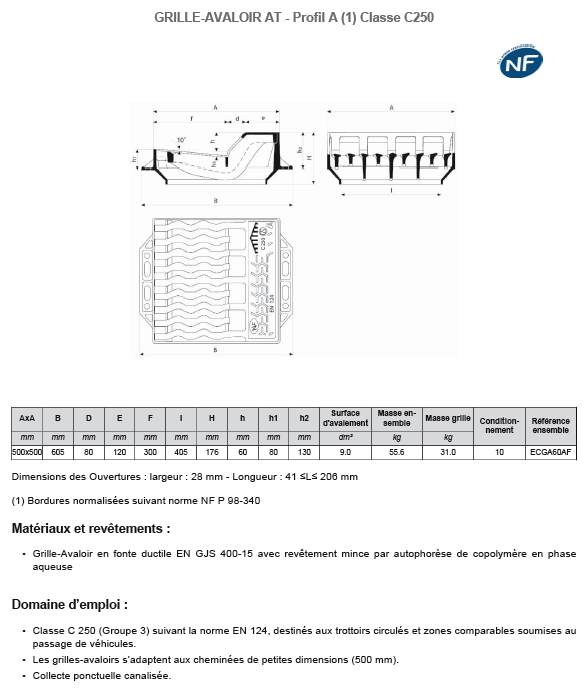 GRILLE-AVALOIR AT - Profil A (1) Classe C250
NF
A
f d e
10°
h
h1
h2
H
B
A
I
C 250
EN 124
NF
B
AxA B D E F I H h h1 h2 Surface d'avalement Masse en-semble Masse grille Condition-nement Référence ensemble
mm mm mm mm mm mm mm mm mm mm dm² kg kg
500x500 605 80 120 300 405 176 60 80 130 9.0 55.6 31.0 10 ECGA60AF
Dimensions des Ouvertures : largeur : 28 mm - Longueur : 41 ≤L≤ 206 mm
(1) Bordures normalisées suivant norme NF P 98-340
Matériaux et revêtements :
• Grille-Avaloir en fonte ductile EN GJS 400-15 avec revêtement mince par autophorèse de copolymère en phase
aqueuse
Domaine d'emploi :
• Classe C 250 (Groupe 3) suivant la norme EN 124, destinés aux trottoirs circulés et zones comparables soumises au
passage de véhicules.
• Les grilles-avaloirs s'adaptent aux cheminées de petites dimensions (500 mm).
• Collecte ponctuelle canalisée.